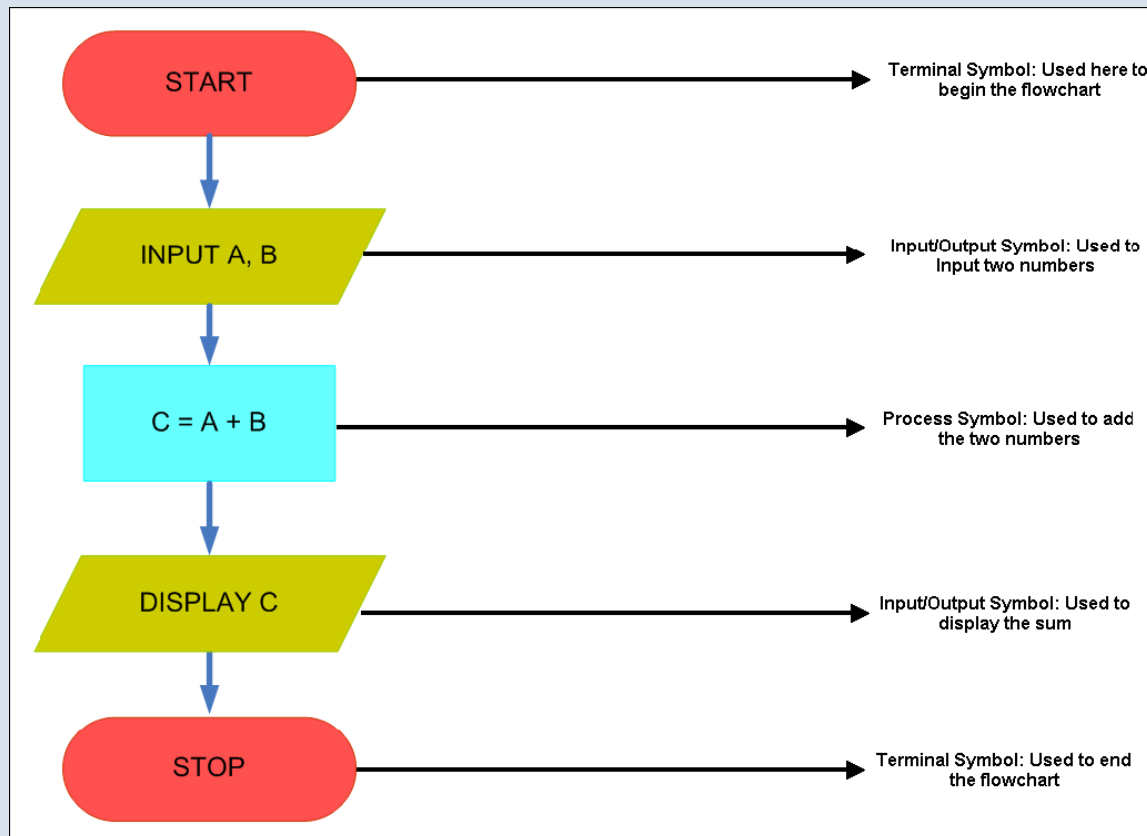 START
Terminal Symbol: Used here to
begin the flowchart
INPUT A, B
Input/Output Symbol: Used to
Input two numbers
C = A + B
Process Symbol: Used to add
the two numbers
DISPLAY C
Input/Output Symbol: Used to
display the sum
STOP
Terminal Symbol: Used to end
the flowchart